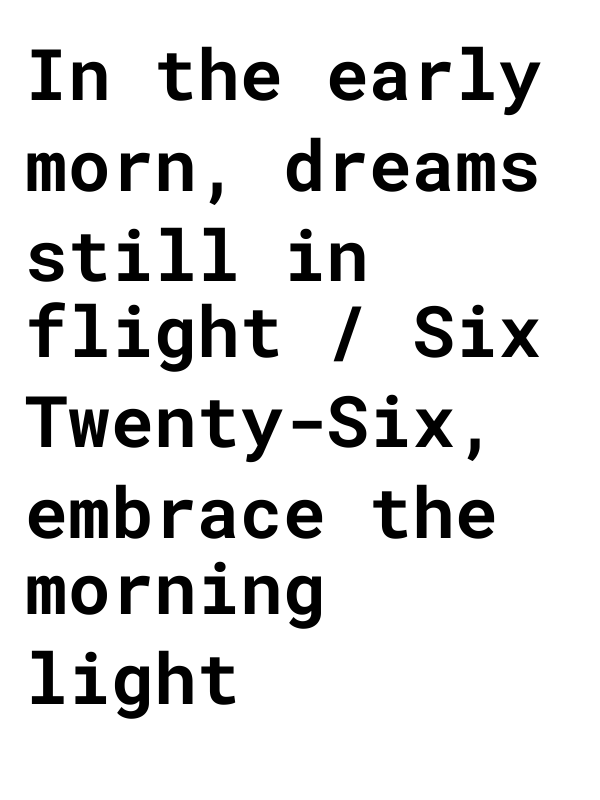 In the early
morn, dreams
still in
flight / Six
Twenty-Six,
embrace the
morning
light